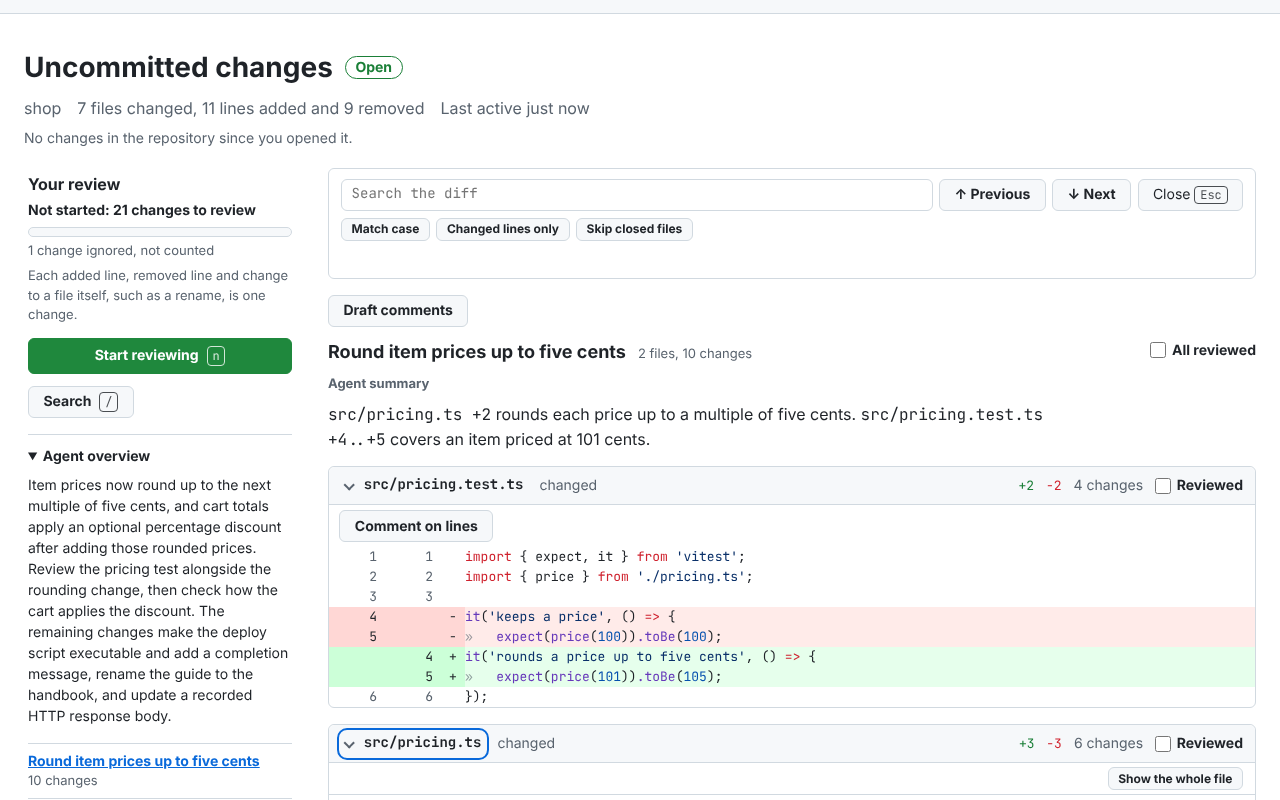 Uncommitted changes Open
shop 7 files changed, 11 lines added and 9 removed Last active just now
No changes in the repository since you opened it.
Your review
Not started: 21 changes to review
1 change ignored, not counted
Each added line, removed line and change
to a file itself, such as a rename, is one
change.
Start reviewing n
Search /
▼ Agent overview
Item prices now round up to the next
multiple of five cents, and cart totals
apply an optional percentage discount
after adding those rounded prices.
Review the pricing test alongside the
rounding change, then check how the
cart applies the discount. The
remaining changes make the deploy
script executable and add a completion
message, rename the guide to the
handbook, and update a recorded
HTTP response body.
Round item prices up to five cents
10 changes
Search the diff ↑ Previous ↓ Next Close Esc
Match case Changed lines only Skip closed files
Draft comments
Round item prices up to five cents 2 files, 10 changes All reviewed
Agent summary
src/pricing.ts +2 rounds each price up to a multiple of five cents. src/pricing.test.ts
+4..+5 covers an item priced at 101 cents.
src/pricing.test.ts changed +2 -2 4 changes Reviewed
Comment on lines
1 1 import { expect, it } from 'vitest';
2 2 import { price } from './pricing.ts';
3 3
4 - it('keeps a price', () => {
5 - » expect(price(100)).toBe(100);
4 + it('rounds a price up to five cents', () => {
5 + » expect(price(101)).toBe(105);
6 6 });
src/pricing.ts changed +3 -3 6 changes Reviewed
Show the whole file